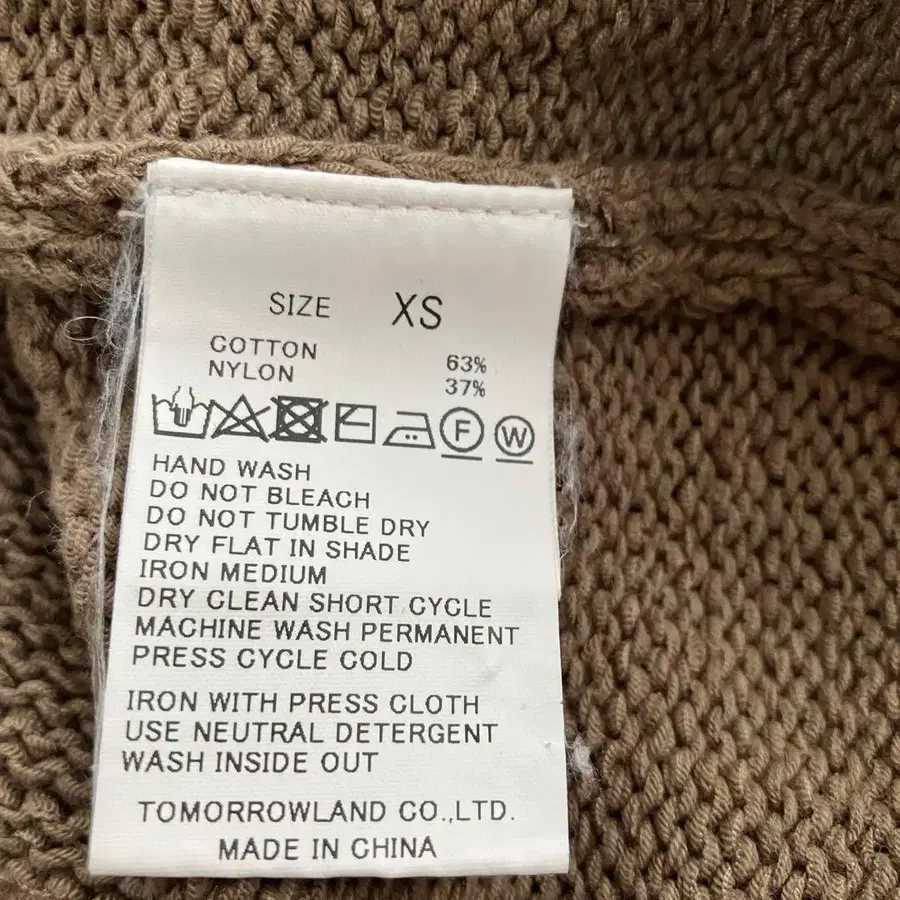 SIZE XS
COTTON 63%
NYLON 37%
F W
HAND WASH
DO NOT BLEACH
DO NOT TUMBLE DRY
DRY FLAT IN SHADE
IRON MEDIUM
DRY CLEAN SHORT CYCLE
MACHINE WASH PERMANENT
PRESS CYCLE COLD
IRON WITH PRESS CLOTH
USE NEUTRAL DETERGENT
WASH INSIDE OUT
TOMORROWLAND CO.,LTD.
MADE IN CHINA